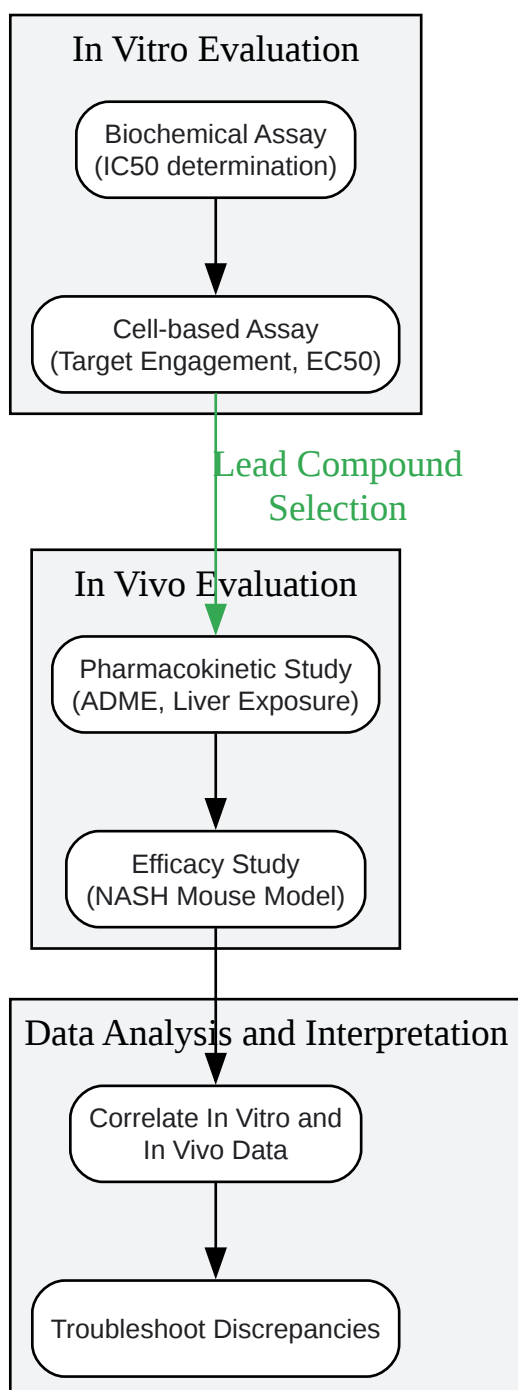 In Vitro Evaluation
Biochemical Assay
(IC50 determination)
Cell-based Assay
(Target Engagement, EC50)
Lead Compound
Selection
In Vivo Evaluation
Pharmacokinetic Study
(ADME, Liver Exposure)
Efficacy Study
(NASH Mouse Model)
Data Analysis and Interpretation
Correlate In Vitro and
In Vivo Data
Troubleshoot Discrepancies